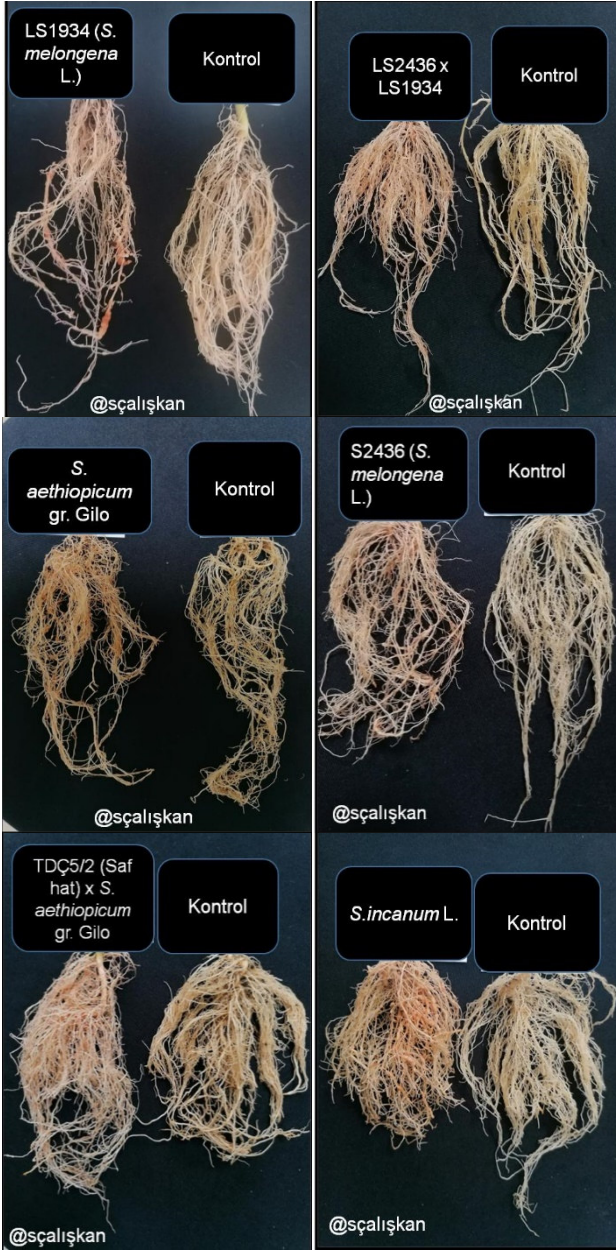 LS1934 (S.
melongena
L.)
Kontrol
@sçalışkan
LS2436 x
LS1934
Kontrol
@sçalışkan
S.
aethiopicum
gr. Gilo
Kontrol
@sçalışkan
S2436 (S.
melongena
L.)
Kontrol
@sçalışkan
TDÇ5/2 (Saf
hat) x S.
aethiopicum
gr. Gilo
Kontrol
@sçalışkan
S.incanum L.
Kontrol
@sçalışkan